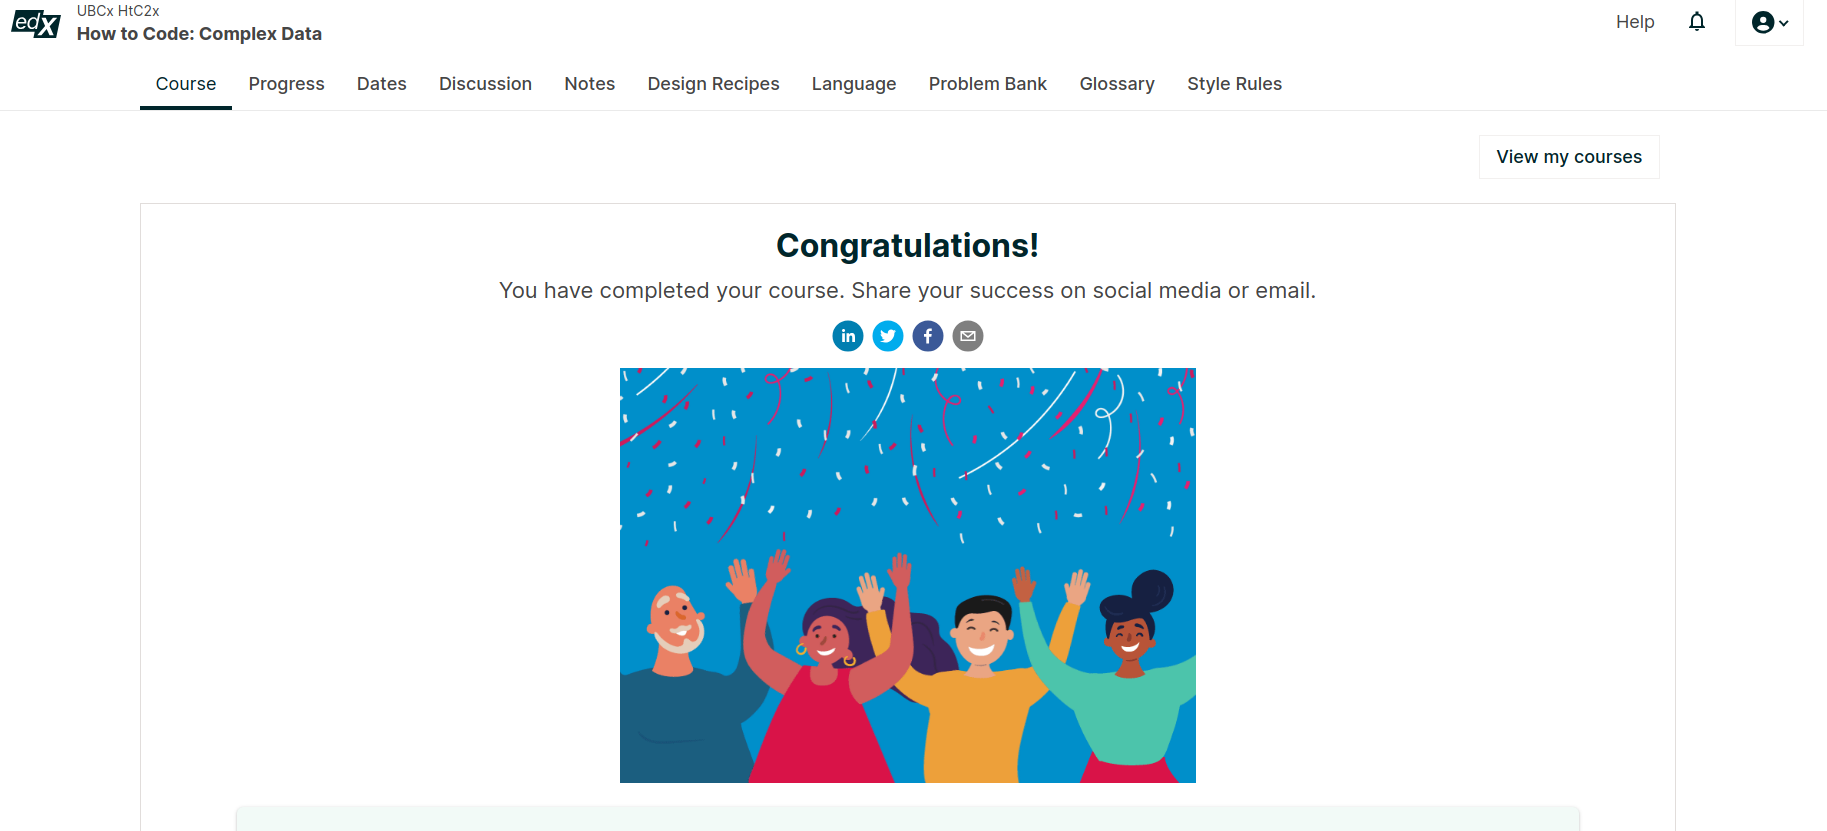 edX
UBCx HtC2x
How to Code: Complex Data
Help
Course Progress Dates Discussion Notes Design Recipes Language Problem Bank Glossary Style Rules
View my courses
Congratulations!
You have completed your course. Share your success on social media or email.
in
f